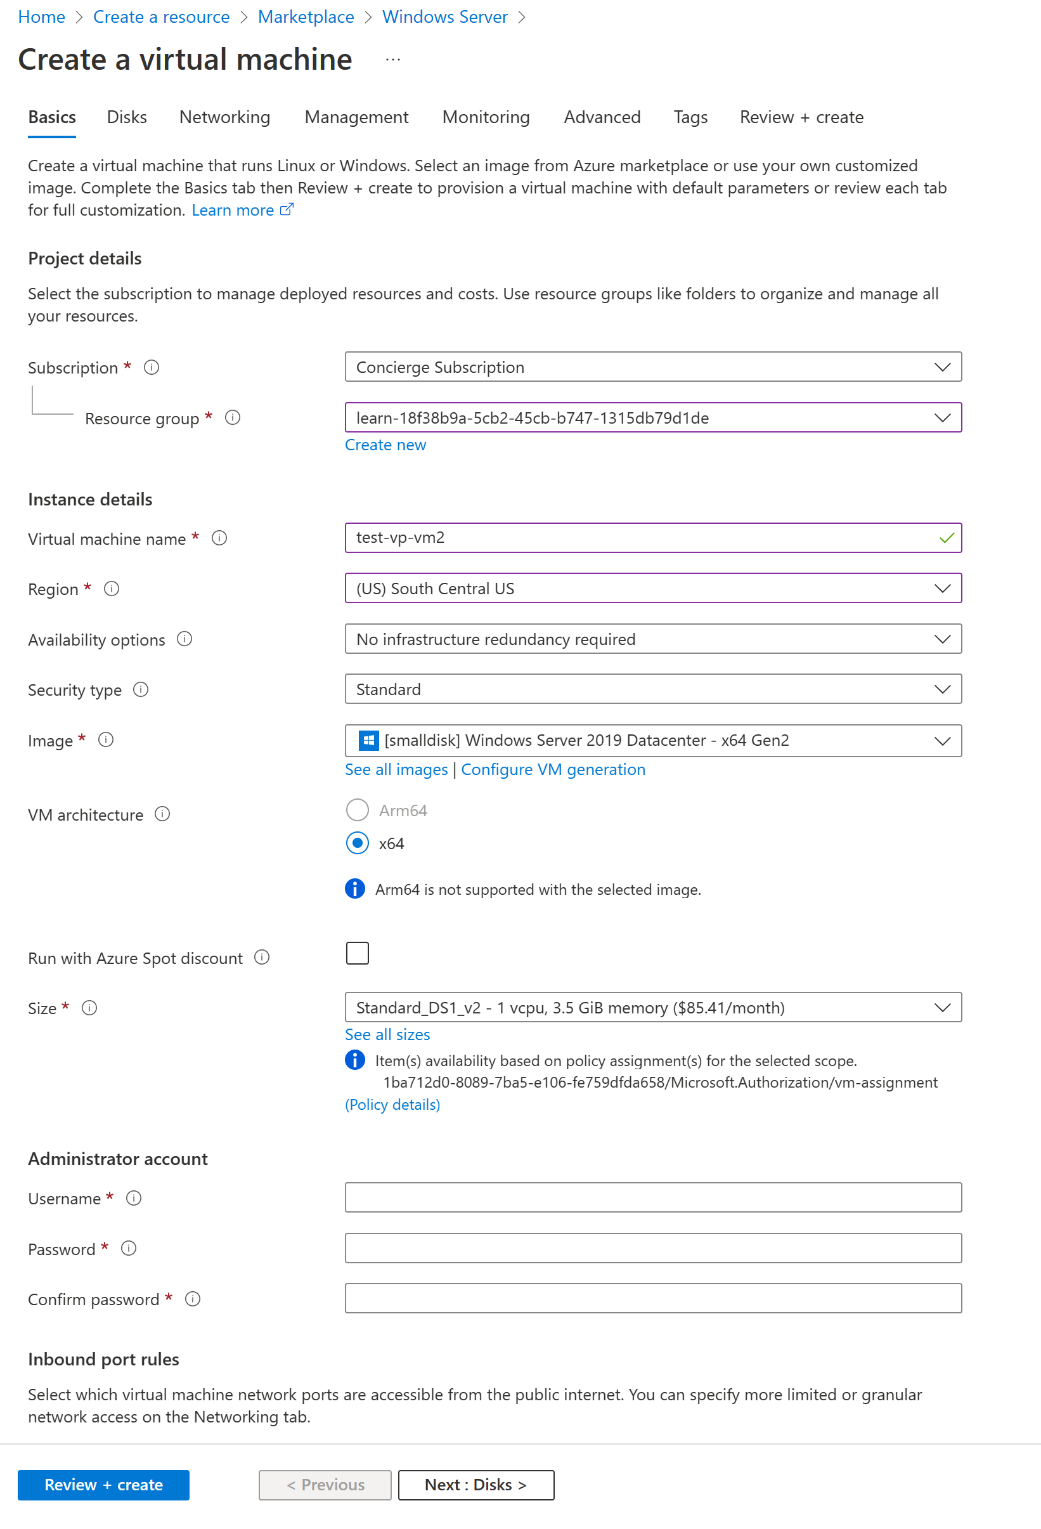 Home > Create a resource > Marketplace > Windows Server >
Create a virtual machine ...
Basics Disks Networking Management Monitoring Advanced Tags Review + create
Create a virtual machine that runs Linux or Windows. Select an image from Azure marketplace or use your own customized
image. Complete the Basics tab then Review + create to provision a virtual machine with default parameters or review each tab
for full customization. Learn more
Project details
Select the subscription to manage deployed resources and costs. Use resource groups like folders to organize and manage all
your resources.
Subscription * Concierge Subscription
Resource group * learn-18f38b9a-5cb2-45cb-b747-1315db79d1de
Create new
Instance details
Virtual machine name * test-vp-vm2
Region * (US) South Central US
Availability options No infrastructure redundancy required
Security type Standard
Image * [smalldisk] Windows Server 2019 Datacenter - x64 Gen2
See all images | Configure VM generation
VM architecture Arm64
x64
Arm64 is not supported with the selected image.
Run with Azure Spot discount
Size * Standard_DS1_v2 - 1 vcpu, 3.5 GiB memory ($85.41/month)
See all sizes
Item(s) availability based on policy assignment(s) for the selected scope.
1ba712d0-8089-7ba5-e106-fe759dfda658/Microsoft.Authorization/vm-assignment
(Policy details)
Administrator account
Username *
Password *
Confirm password *
Inbound port rules
Select which virtual machine network ports are accessible from the public internet. You can specify more limited or granular
network access on the Networking tab.
Review + create < Previous Next : Disks >